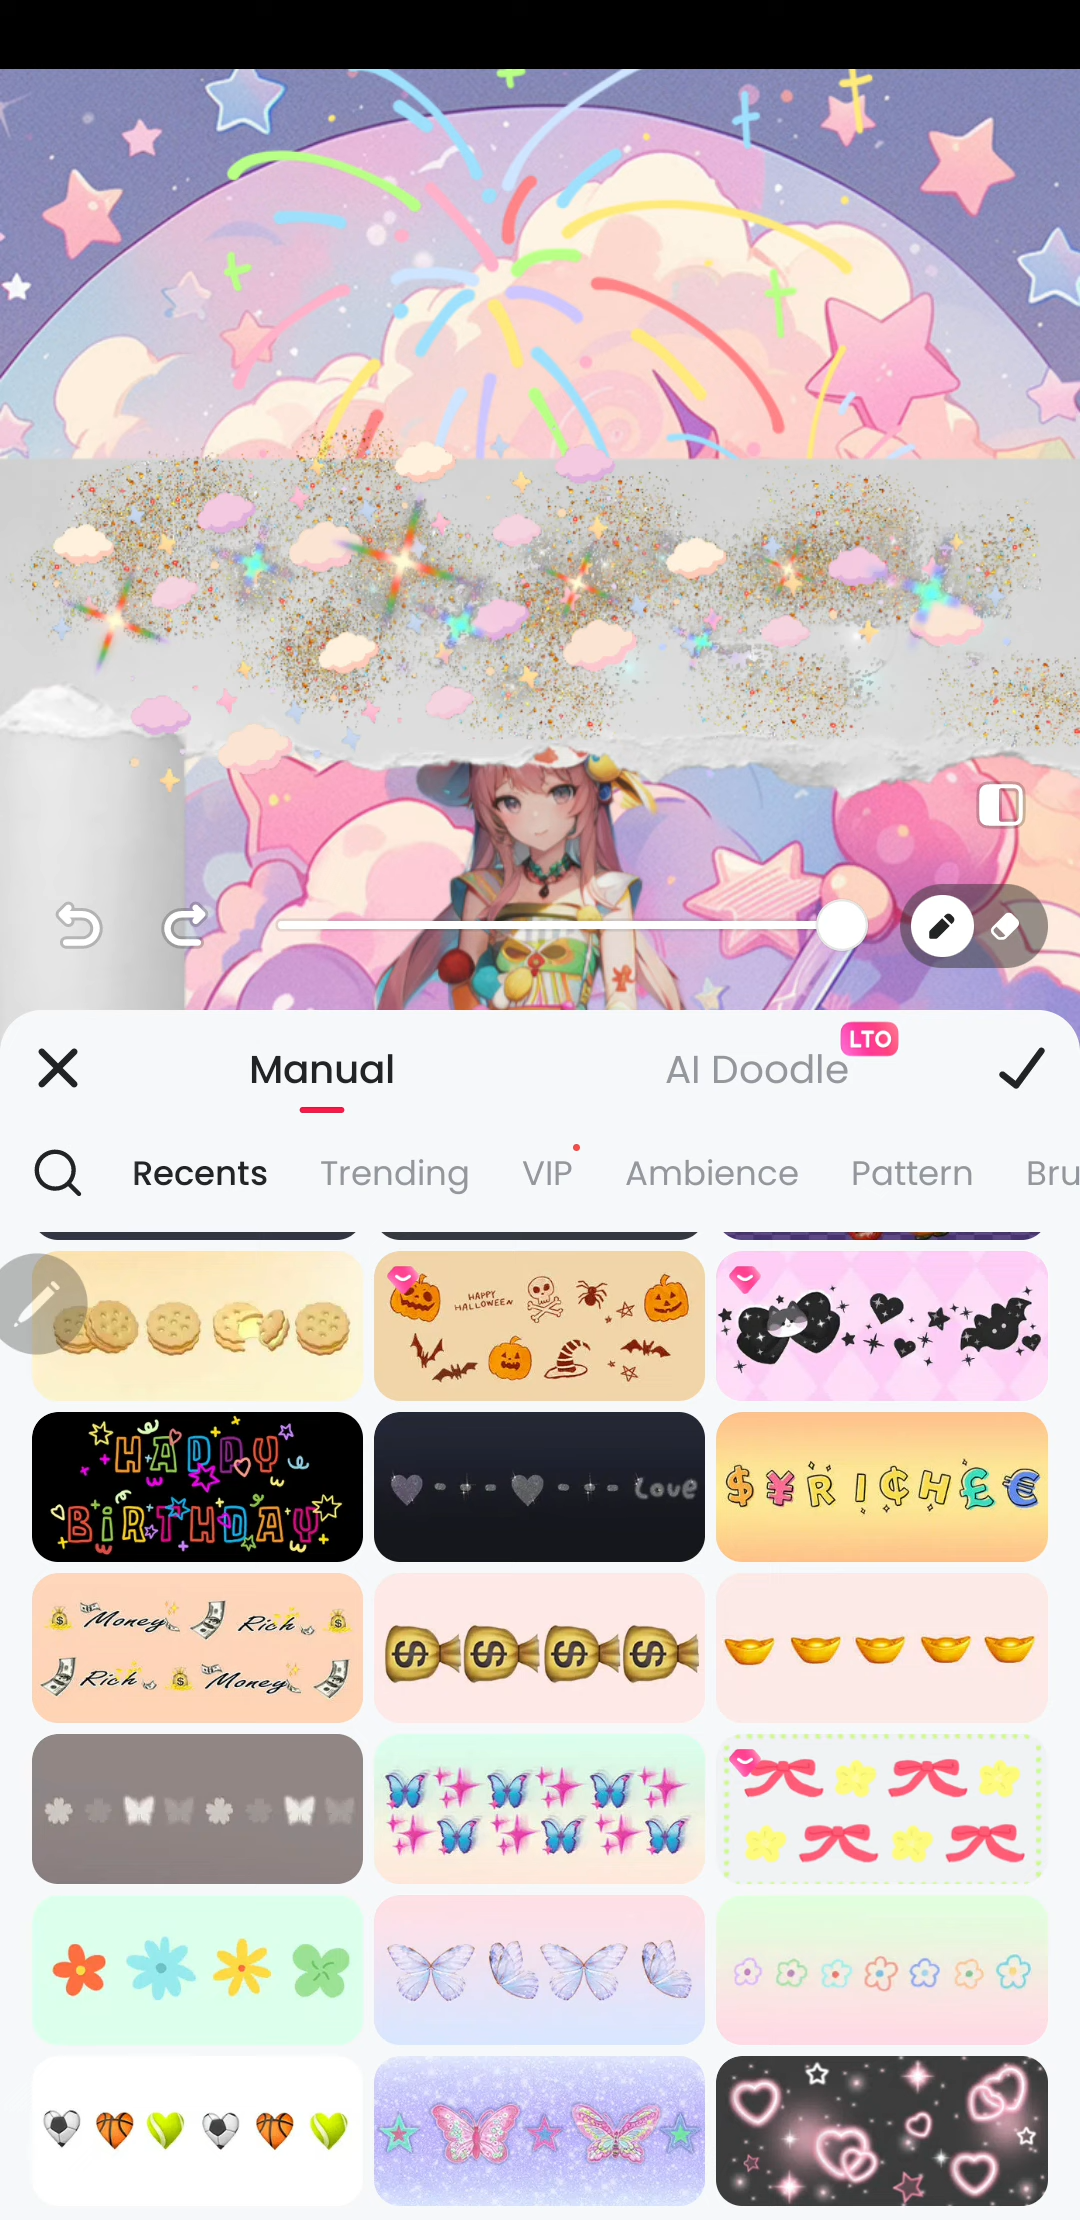 Manual
AI Doodle
LTO
Recents
Trending
VIP
Ambience
Pattern
Bru
HAPPY
HALLOWEEN
HAPPY
BiRTHDAY
Love
$¥RI₵H£€
Money
Rich
Rich
Money
$ $ $ $